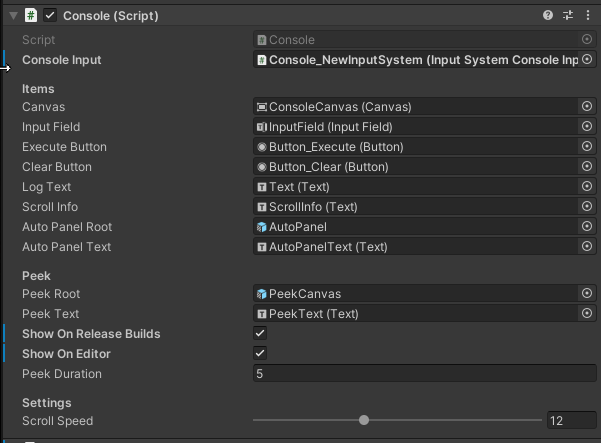 Console (Script)
Script Console
Console Input Console_NewInputSystem (Input System Console Inp
Items
Canvas ConsoleCanvas (Canvas)
Input Field InputField (Input Field)
Execute Button Button_Execute (Button)
Clear Button Button_Clear (Button)
Log Text Text (Text)
Scroll Info ScrollInfo (Text)
Auto Panel Root AutoPanel
Auto Panel Text AutoPanelText (Text)
Peek
Peek Root PeekCanvas
Peek Text PeekText (Text)
Show On Release Builds
Show On Editor
Peek Duration 5
Settings
Scroll Speed 12